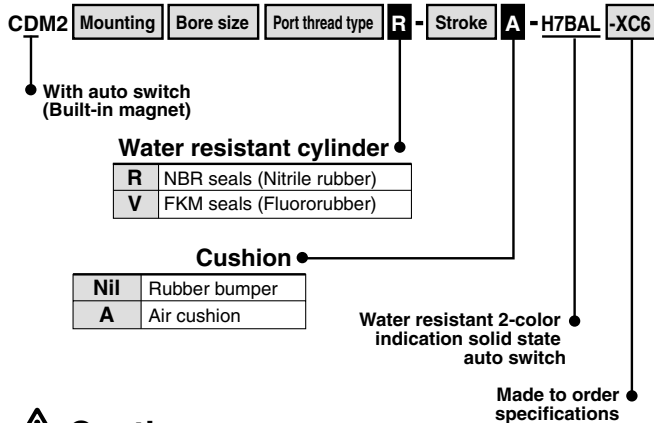 CDM2 Mounting Bore size Port thread type R - Stroke A - H7BAL -XC6
With auto switch
(Built-in magnet)
Water resistant cylinder
R NBR seals (Nitrile rubber)
V FKM seals (Fluororubber)
Cushion
Nil Rubber bumper
A Air cushion
Water resistant 2-color
indication solid state
auto switch
Made to order
specifications